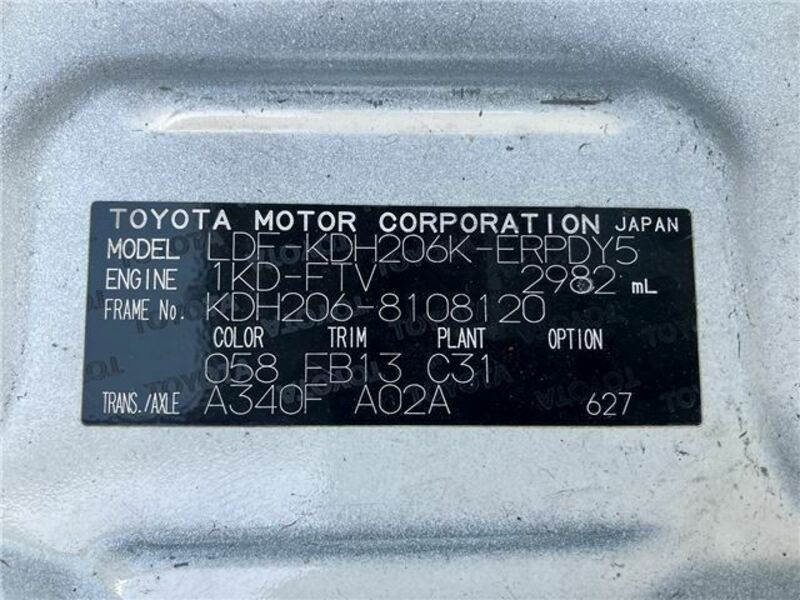 TOYOTA MOTOR CORPORATION JAPAN
MODEL LDF-KDH206K-ERPDY5
ENGINE 1KD-FTV 2982 mL
FRAME No. KDH206-8108120
COLOR TRIM PLANT OPTION
058 FB13 C31
TRANS./AXLE A340F A02A 627